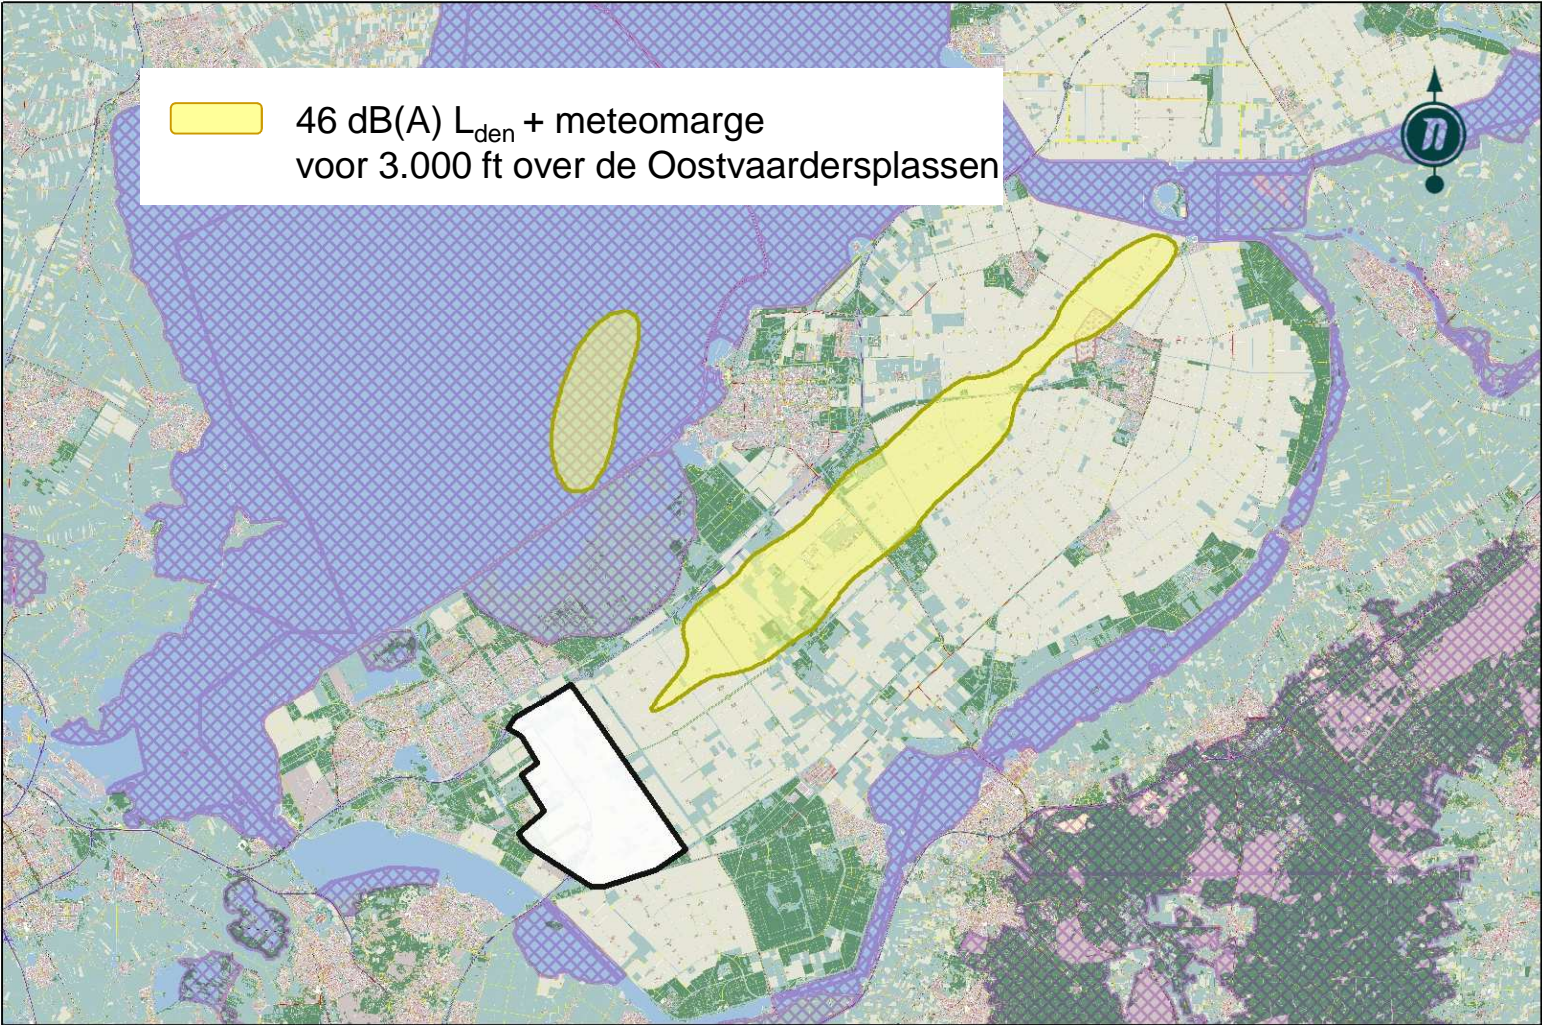 46 dB(A) Lden + meteomarge
voor 3.000 ft over de Oostvaardersplassen